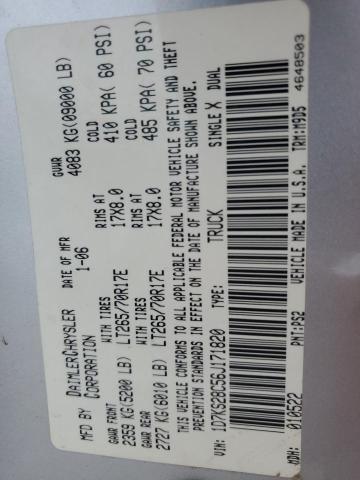 MFD BY DAIMLERCHRYSLER CORPORATION
DATE OF MFR 1-06
GVWR 4083 KG(09000 LB)
GAWR FRONT 2359 KG(5200 LB)
WITH TIRES LT265/70R17E
RIMS AT 17X8.0
COLD 410 KPA( 60 PSI)
GAWR REAR 2727 KG(6010 LB)
WITH TIRES LT265/70R17E
RIMS AT 17X8.0
COLD 485 KPA( 70 PSI)
THIS VEHICLE CONFORMS TO ALL APPLICABLE FEDERAL MOTOR VEHICLE SAFETY AND THEFT
PREVENTION STANDARDS IN EFFECT ON THE DATE OF MANUFACTURE SHOWN ABOVE.
VIN: 1D7KS28C56J171820 TYPE: TRUCK SINGLE X DUAL
MDH: 010522 PNT:PS2 VEHICLE MADE IN U.S.A. TRM:M9D5
4648503